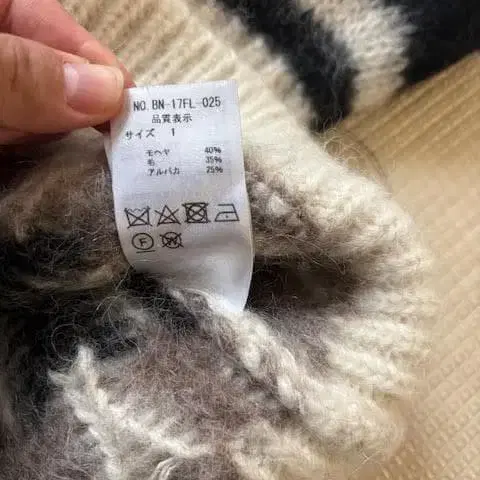 NO. BN-17FL-025
品質表示
サイズ 1
モヘヤ 40%
毛 35%
アルパカ 25%
F W